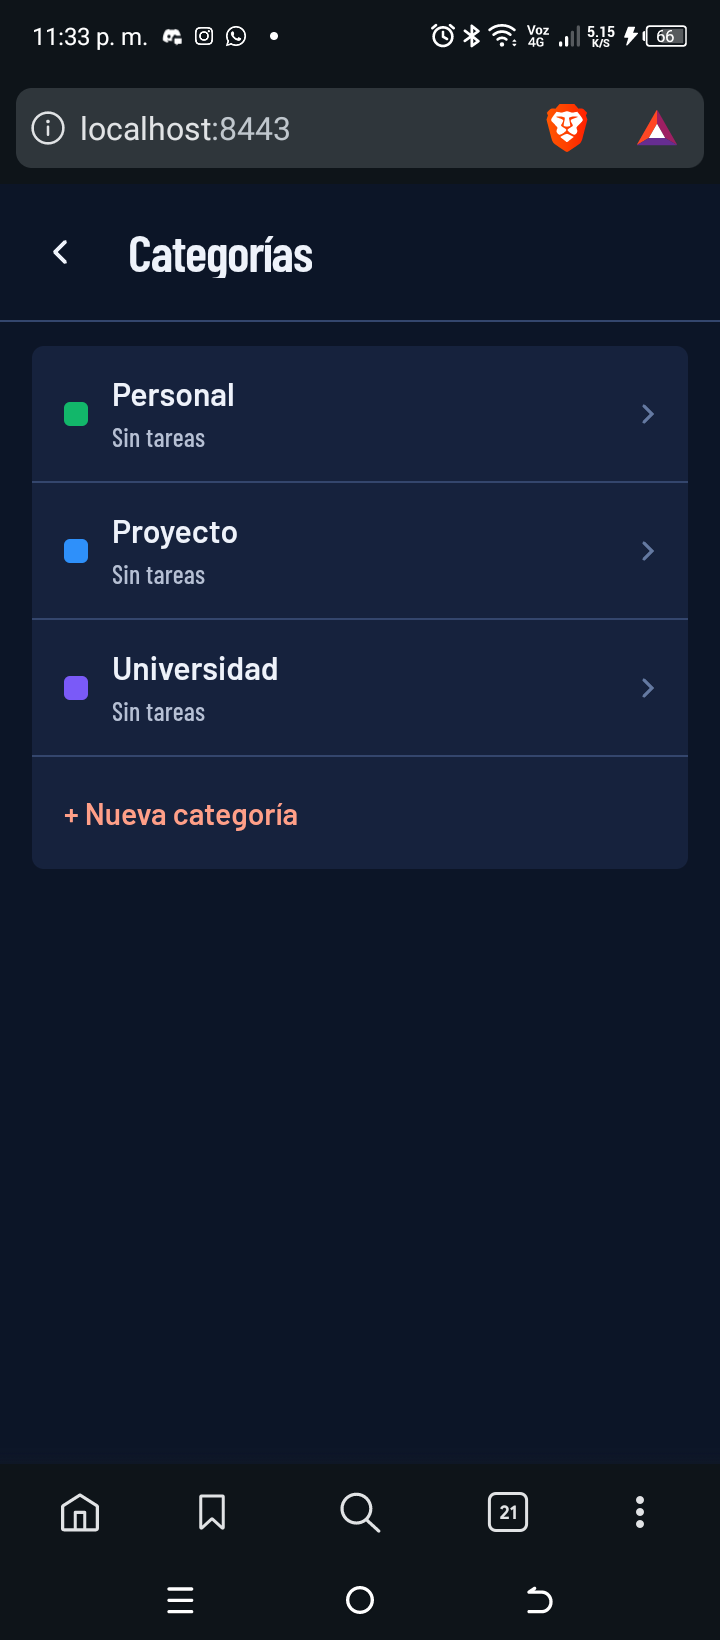 11:33 p. m.
Voz
4G
5.15
K/S
66
localhost:8443
Categorías
Personal
Sin tareas
Proyecto
Sin tareas
Universidad
Sin tareas
+ Nueva categoría
21